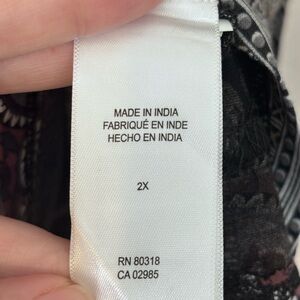 MADE IN INDIA
FABRIQUÉ EN INDE
HECHO EN INDIA
2X
RN 80318
CA 02985